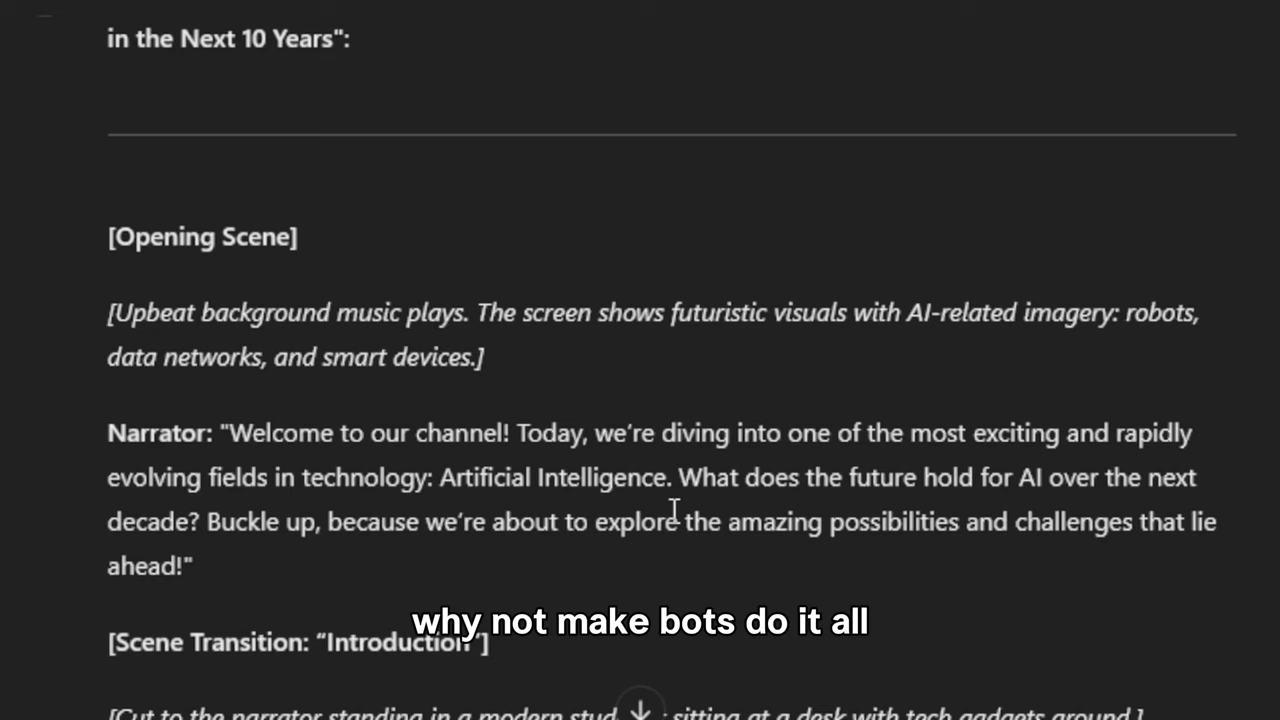 in the Next 10 Years":
[Opening Scene]
[Upbeat background music plays. The screen shows futuristic visuals with AI-related imagery: robots,
data networks, and smart devices.]
Narrator: "Welcome to our channel! Today, we're diving into one of the most exciting and rapidly
evolving fields in technology: Artificial Intelligence. What does the future hold for AI over the next
decade? Buckle up, because we're about to explore the amazing possibilities and challenges that lie
ahead!"
why not make bots do it all
[Scene Transition: “Introduction”]
[Cut to the narrator standing in a modern sitting at a desk with tech gadgets around.]